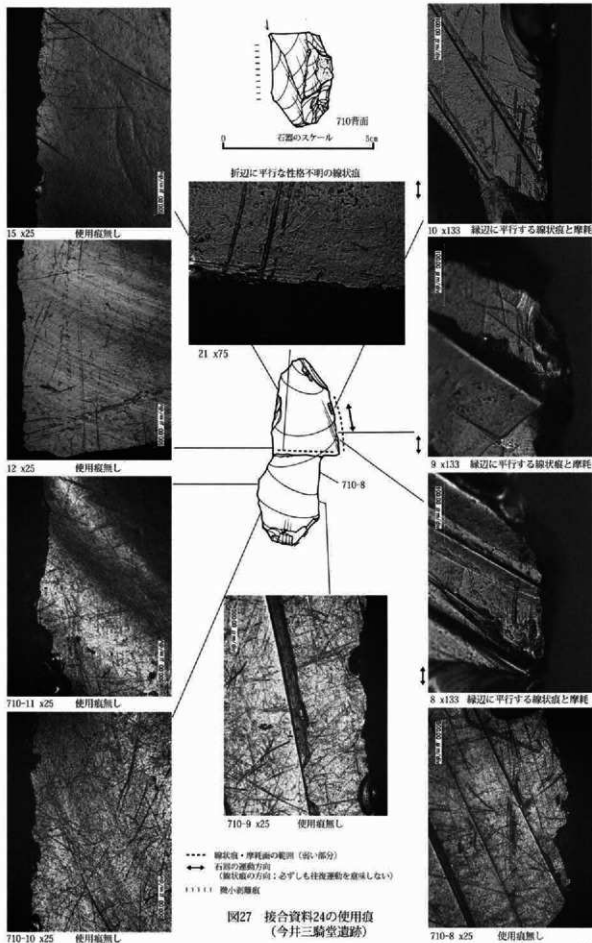 710背面
0 5cm
石器のスケール
折辺に平行な性格不明の線状痕
15 x25 使用痕無し
10 x133 縁辺に平行する線状痕と摩耗
21 x75
12 x25 使用痕無し
9 x133 縁辺に平行する線状痕と摩耗
710-8
710-11 x25 使用痕無し
8 x133 縁辺に平行する線状痕と摩耗
710-9 x25 使用痕無し
線状痕・摩耗面の範囲（弱い部分）
石器の運動方向
（線状痕の方向；必ずしも往復運動を意味しない）
微小剥離痕
図27 接合資料24の使用痕
（今井三騎堂遺跡）
710-10 x25 使用痕無し
710-8 x25 使用痕無し